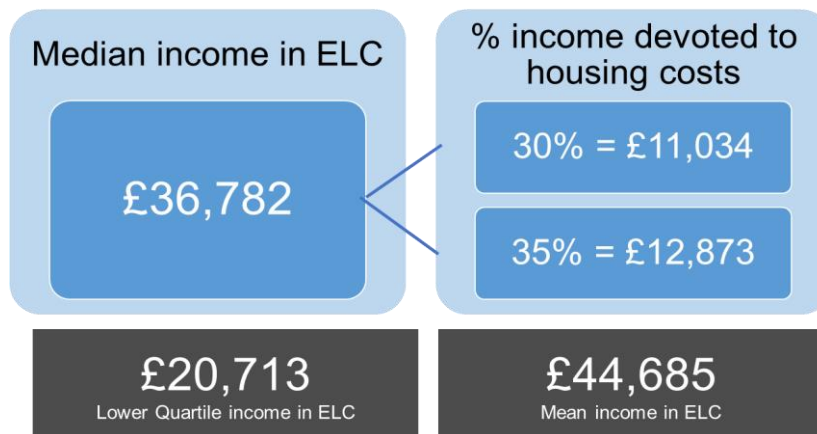 Median income in ELC
£36,782
% income devoted to
housing costs
30% = £11,034
35% = £12,873
£20,713
Lower Quartile income in ELC
£44,685
Mean income in ELC